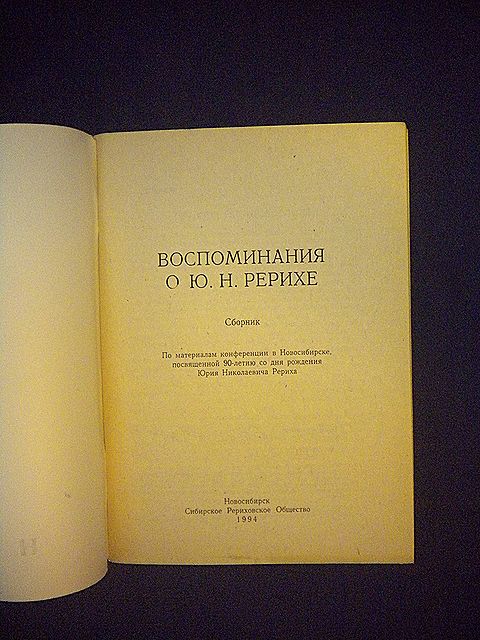 ВОСПОМИНАНИЯ
О Ю. Н. РЕРИХЕ
Сборник
По материалам конференции в Новосибирске,
посвященной 90-летию со дня рождения
Юрия Николаевича Рериха
Новосибирск
Сибирское Рериховское Общество
1994